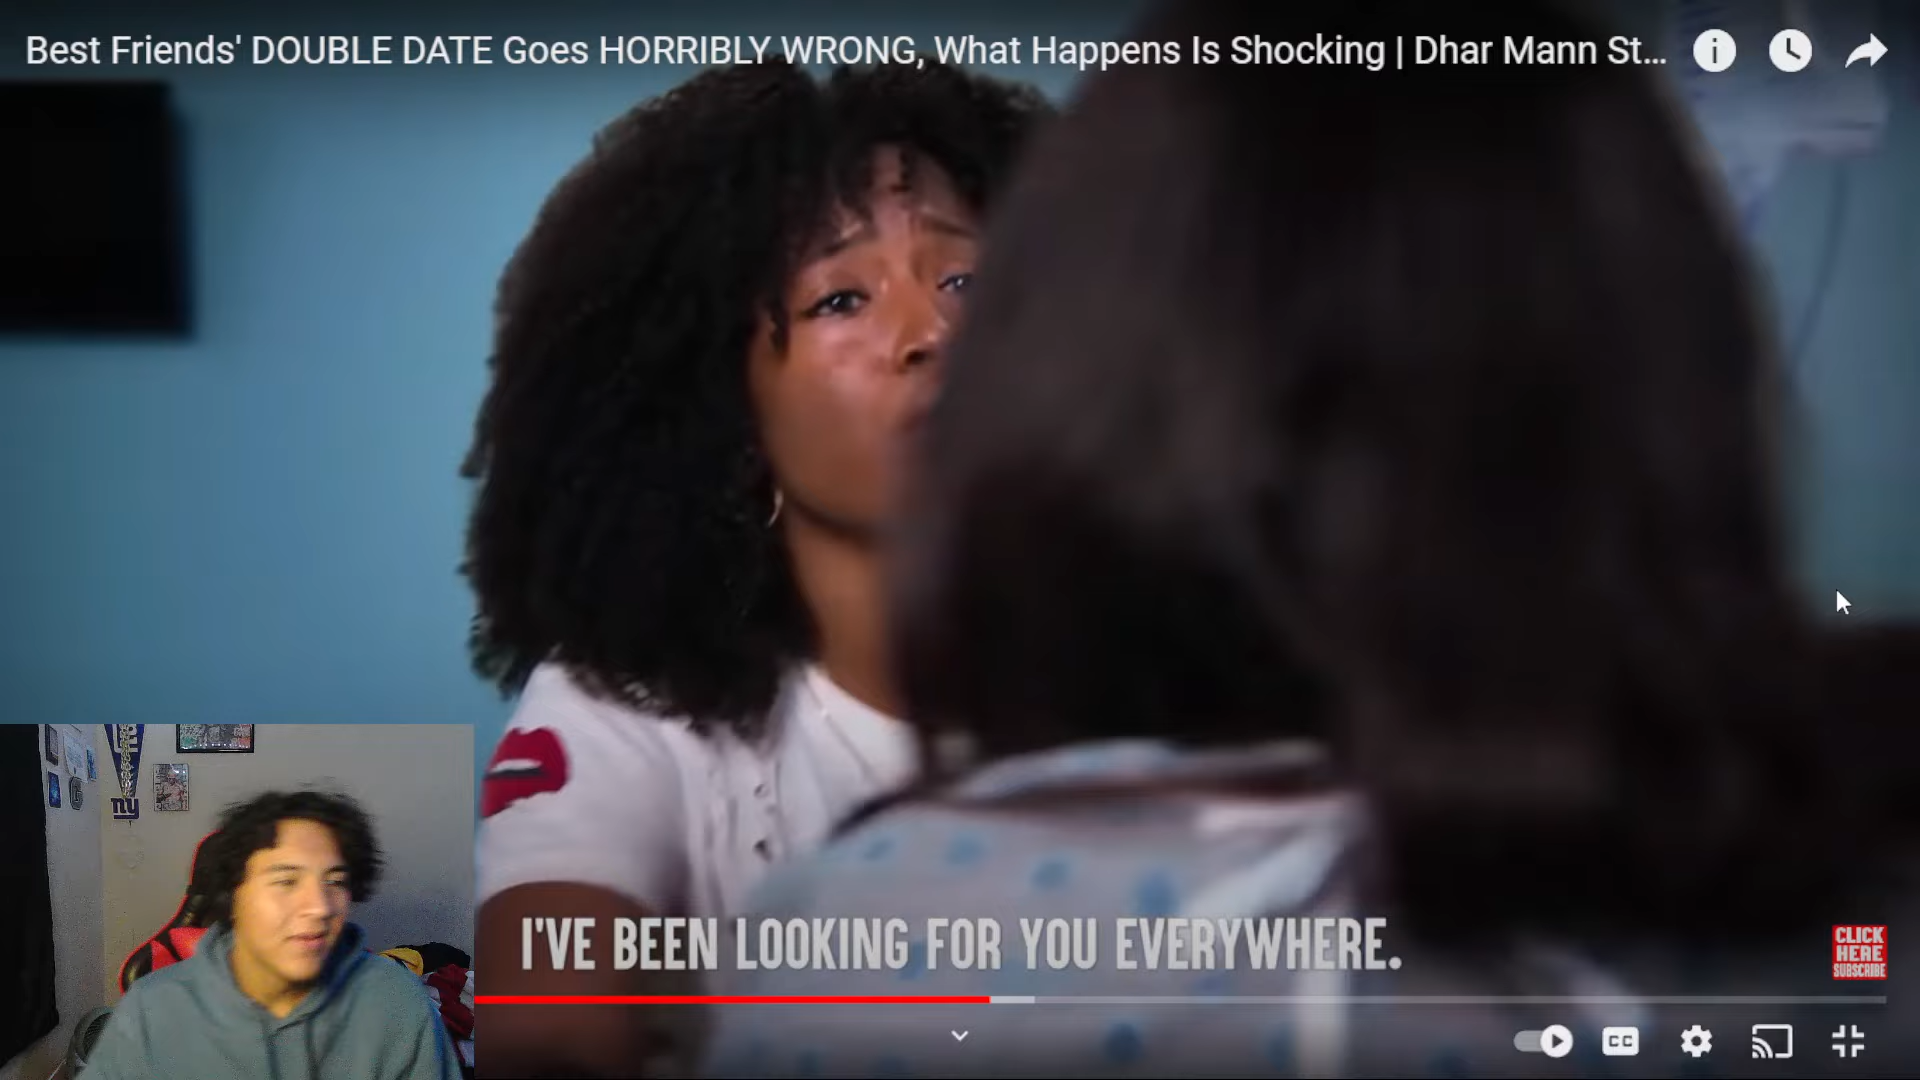 Best Friends' DOUBLE DATE Goes HORRIBLY WRONG, What Happens Is Shocking | Dhar Mann St...
I'VE BEEN LOOKING FOR YOU EVERYWHERE.
CLICK
HERE
SUBSCRIBE
CC
NY